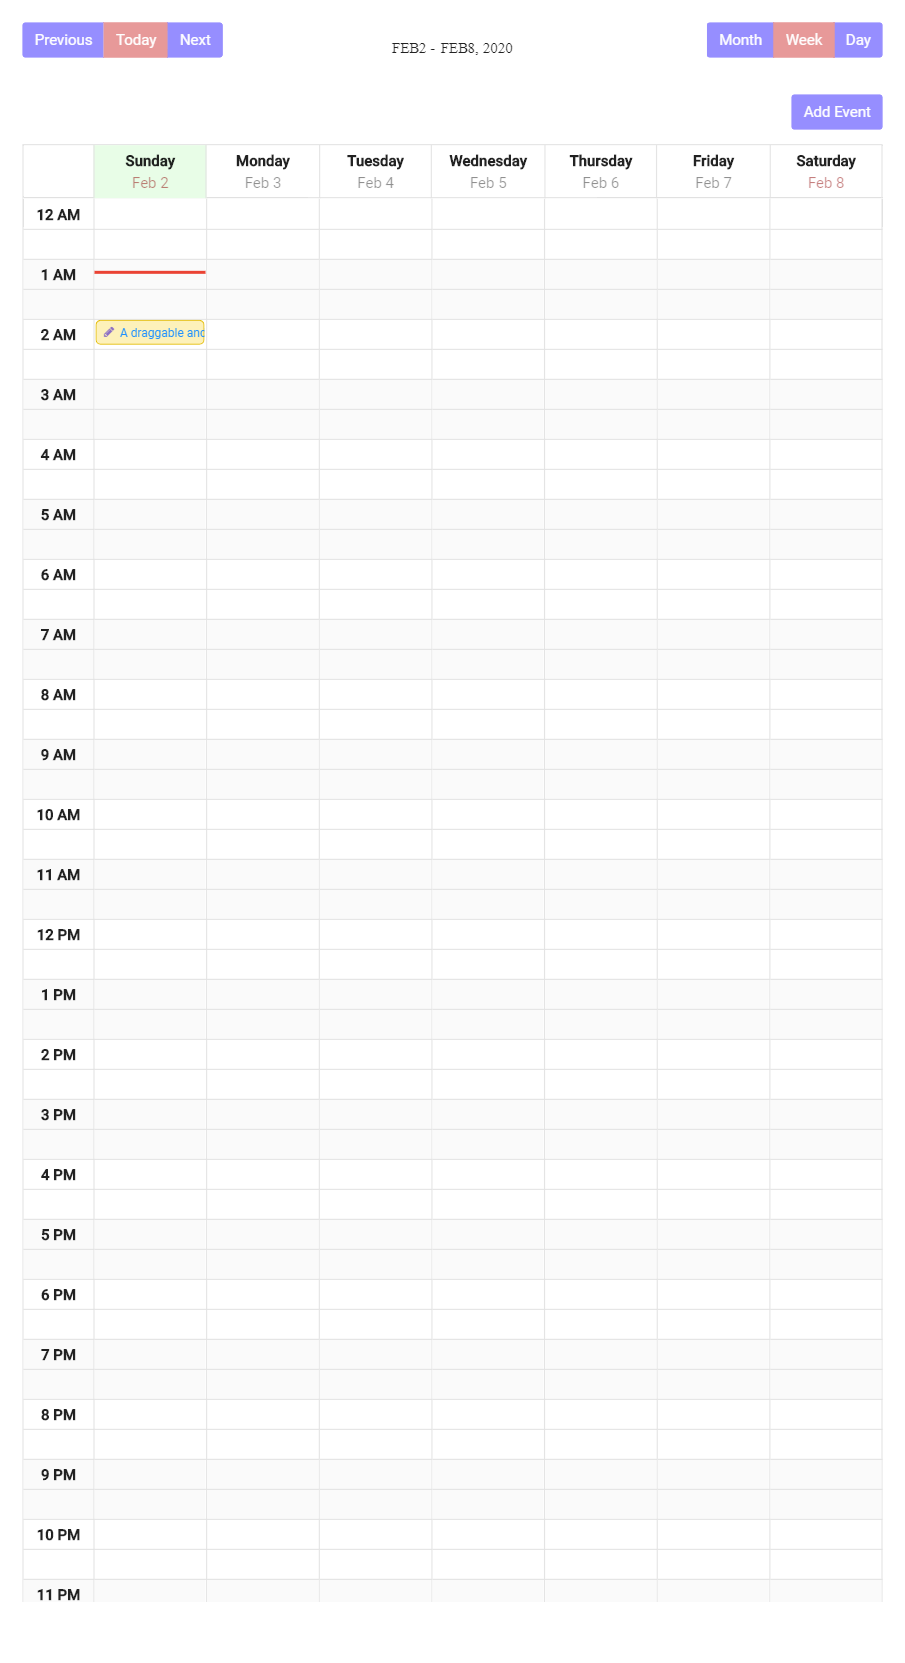 Previous Today Next
FEB2 - FEB8, 2020
Month Week Day
Add Event
Sunday Monday Tuesday Wednesday Thursday Friday Saturday
Feb 2 Feb 3 Feb 4 Feb 5 Feb 6 Feb 7 Feb 8
12 AM
1 AM
2 AM A draggable and
3 AM
4 AM
5 AM
6 AM
7 AM
8 AM
9 AM
10 AM
11 AM
12 PM
1 PM
2 PM
3 PM
4 PM
5 PM
6 PM
7 PM
8 PM
9 PM
10 PM
11 PM